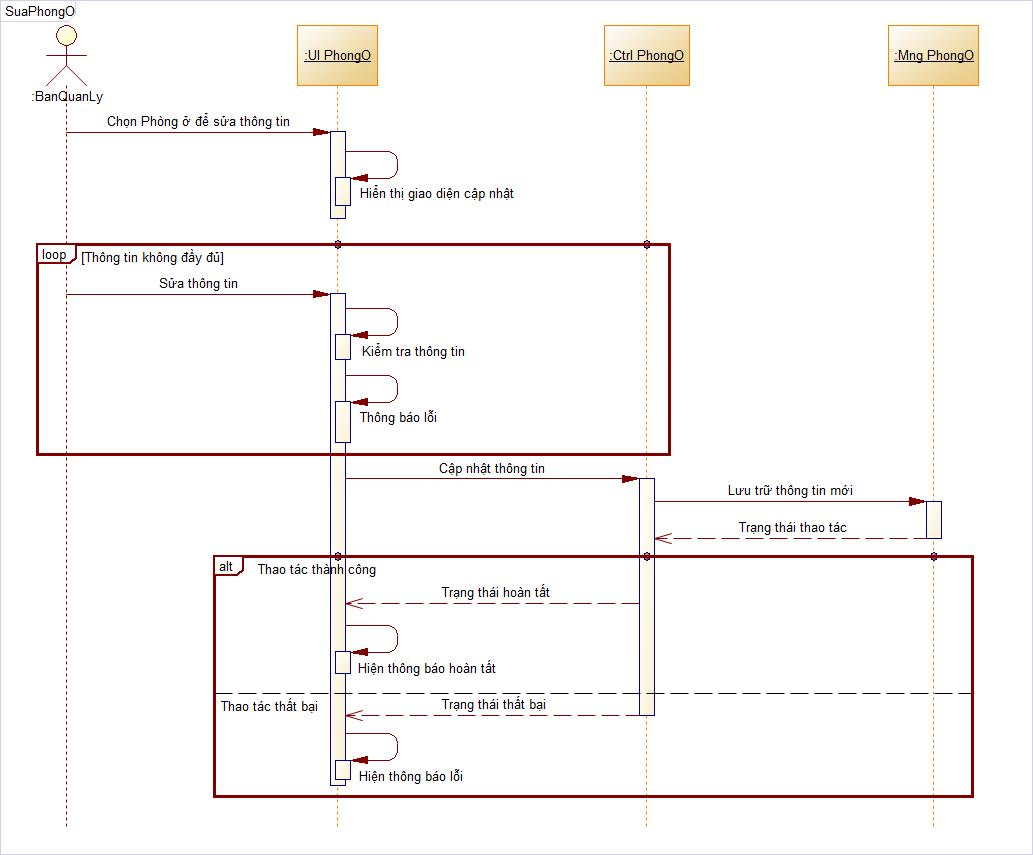 SuaPhongO
:BanQuanLy
:UI PhongO
:Ctrl PhongO
:Mng PhongO
Chọn Phòng ở để sửa thông tin
Hiển thị giao diện cập nhật
loop
[Thông tin không đầy đủ]
Sửa thông tin
Kiểm tra thông tin
Thông báo lỗi
Cập nhật thông tin
Lưu trữ thông tin mới
Trạng thái thao tác
alt
Thao tác thành công
Trạng thái hoàn tất
Hiện thông báo hoàn tất
Thao tác thất bại
Trạng thái thất bại
Hiện thông báo lỗi